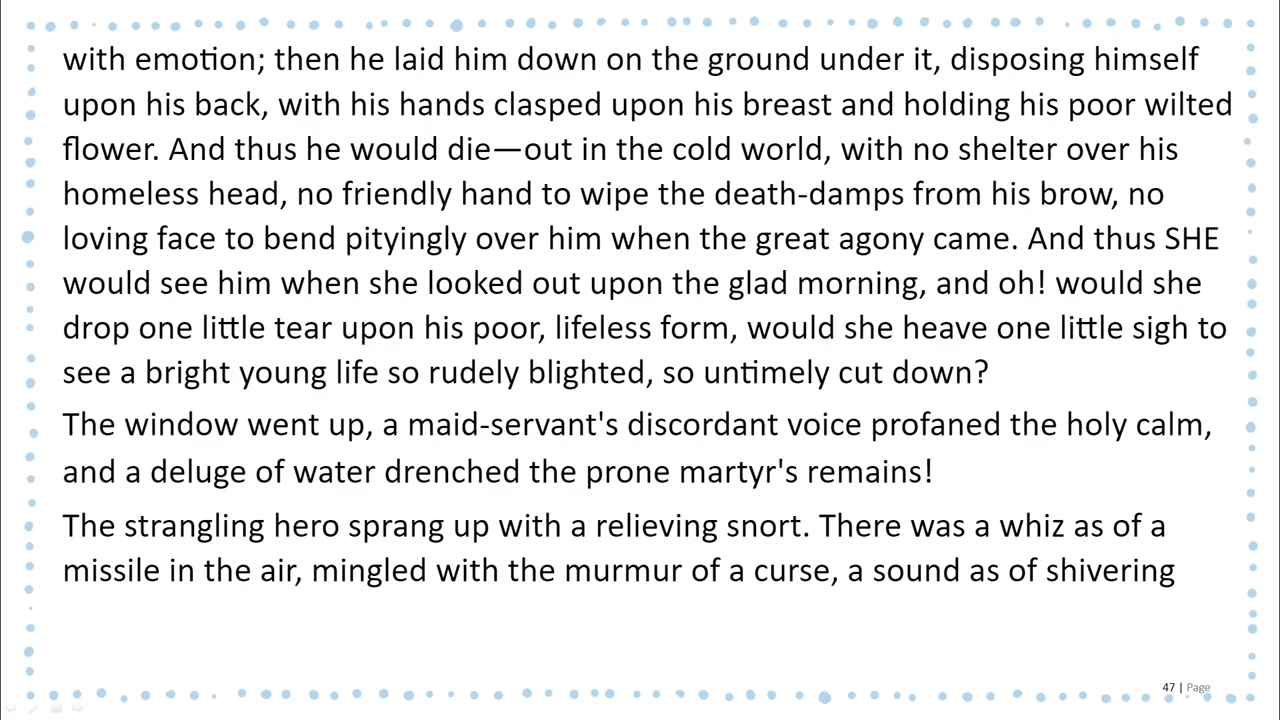 with emotion; then he laid him down on the ground under it, disposing himself
upon his back, with his hands clasped upon his breast and holding his poor wilted
flower. And thus he would die—out in the cold world, with no shelter over his
homeless head, no friendly hand to wipe the death-damps from his brow, no
loving face to bend pityingly over him when the great agony came. And thus SHE
would see him when she looked out upon the glad morning, and oh! would she
drop one little tear upon his poor, lifeless form, would she heave one little sigh to
see a bright young life so rudely blighted, so untimely cut down?
The window went up, a maid-servant's discordant voice profaned the holy calm,
and a deluge of water drenched the prone martyr's remains!
The strangling hero sprang up with a relieving snort. There was a whiz as of a
missile in the air, mingled with the murmur of a curse, a sound as of shivering
47 | Page